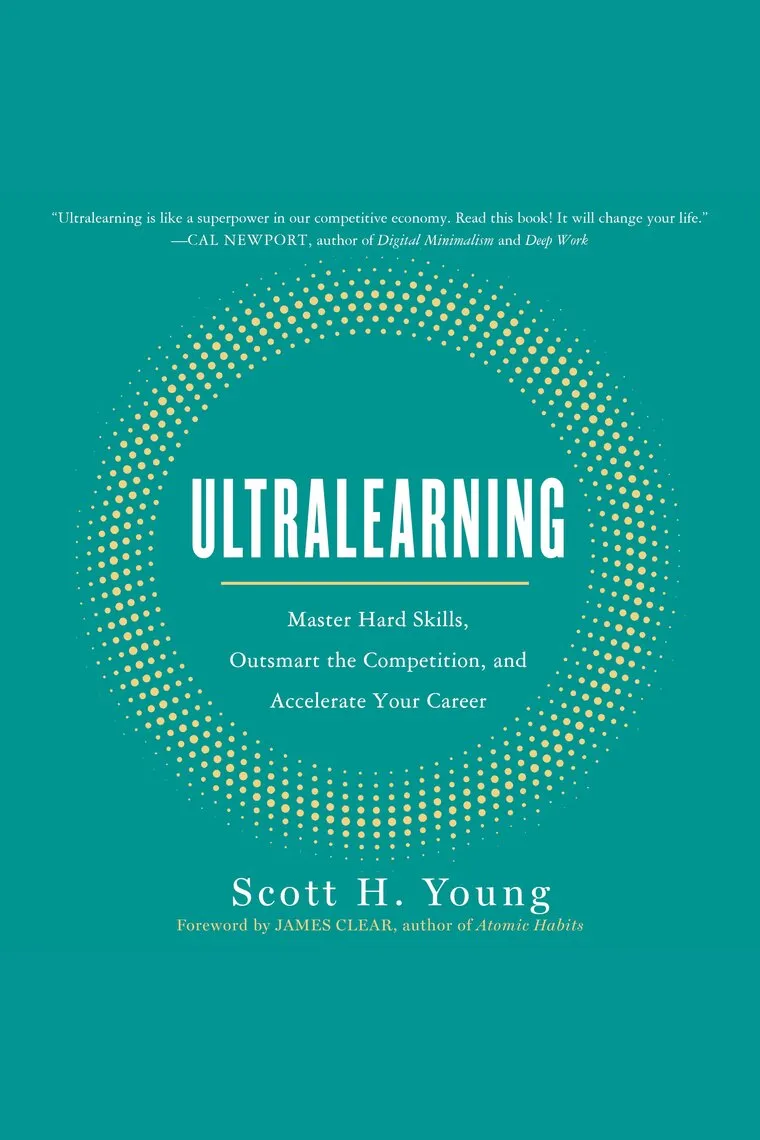 “Ultralearning is like a superpower in our competitive economy. Read this book! It will change your life.”
—CAL NEWPORT, author of Digital Minimalism and Deep Work
ULTRALEARNING
Master Hard Skills,
Outsmart the Competition, and
Accelerate Your Career
Scott H. Young
Foreword by JAMES CLEAR, author of Atomic Habits